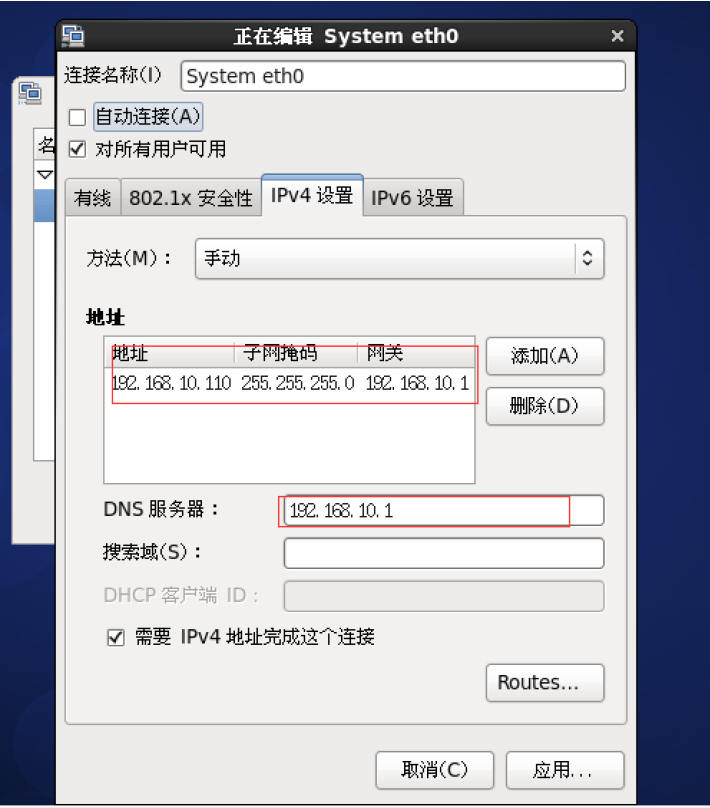 正在编辑 System eth0
连接名称(I) System eth0
自动连接(A)
对所有用户可用
名
有线 802.1x 安全性 IPv4 设置 IPv6 设置
方法(M)： 手动
地址
地址 子网掩码 网关
192.168.10.110 255.255.255.0 192.168.10.1
添加(A)
删除(D)
DNS 服务器： 192.168.10.1
搜索域(S)：
DHCP 客户端 ID：
需要 IPv4 地址完成这个连接
Routes…
取消(C) 应用...